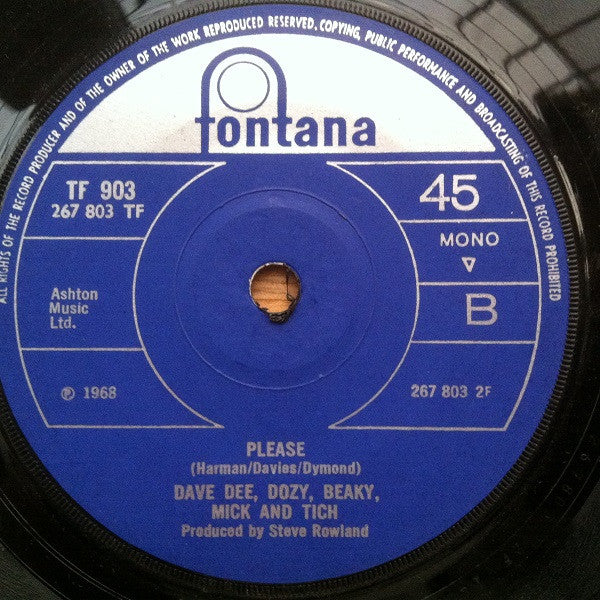 ALL RIGHTS OF THE RECORD PRODUCER AND OF THE OWNER OF THE WORK REPRODUCED RESERVED, COPYING, PUBLIC PERFORMANCE AND BROADCASTING OF THIS RECORD PROHIBITED
fontana
TF 903
267 803 TF
45
MONO
Ashton
Music
Ltd.
B
℗ 1968
267 803 2F
PLEASE
(Harman/Davies/Dymond)
DAVE DEE, DOZY, BEAKY,
MICK AND TICH
Produced by Steve Rowland